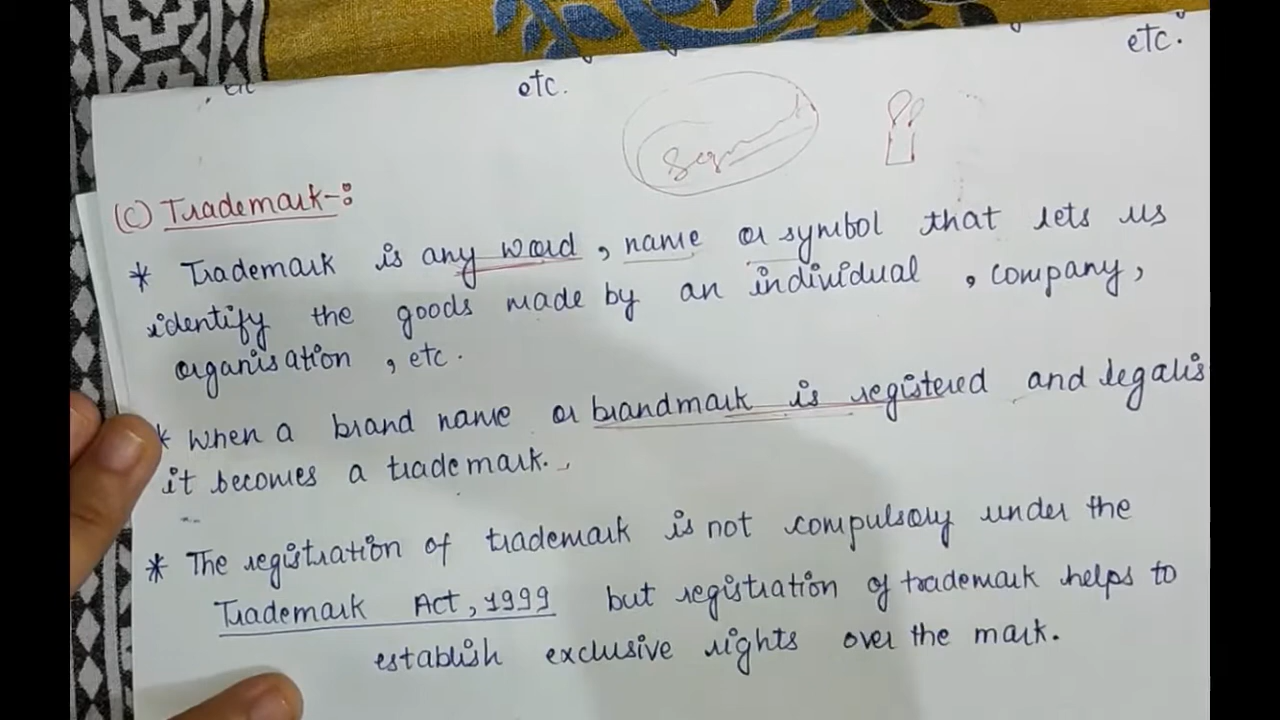 etc.
etc.
etc
(C) Trademark-:
* Trademark is any word, name or symbol that lets us
identify the goods made by an individual, company,
organisation, etc.
* When a brand name or brandmark is registered and legalis
it becomes a trademark.
* The registration of trademark is not compulsory under the
Trademark Act, 1999 but registration of trademark helps to
establish exclusive rights over the mark.